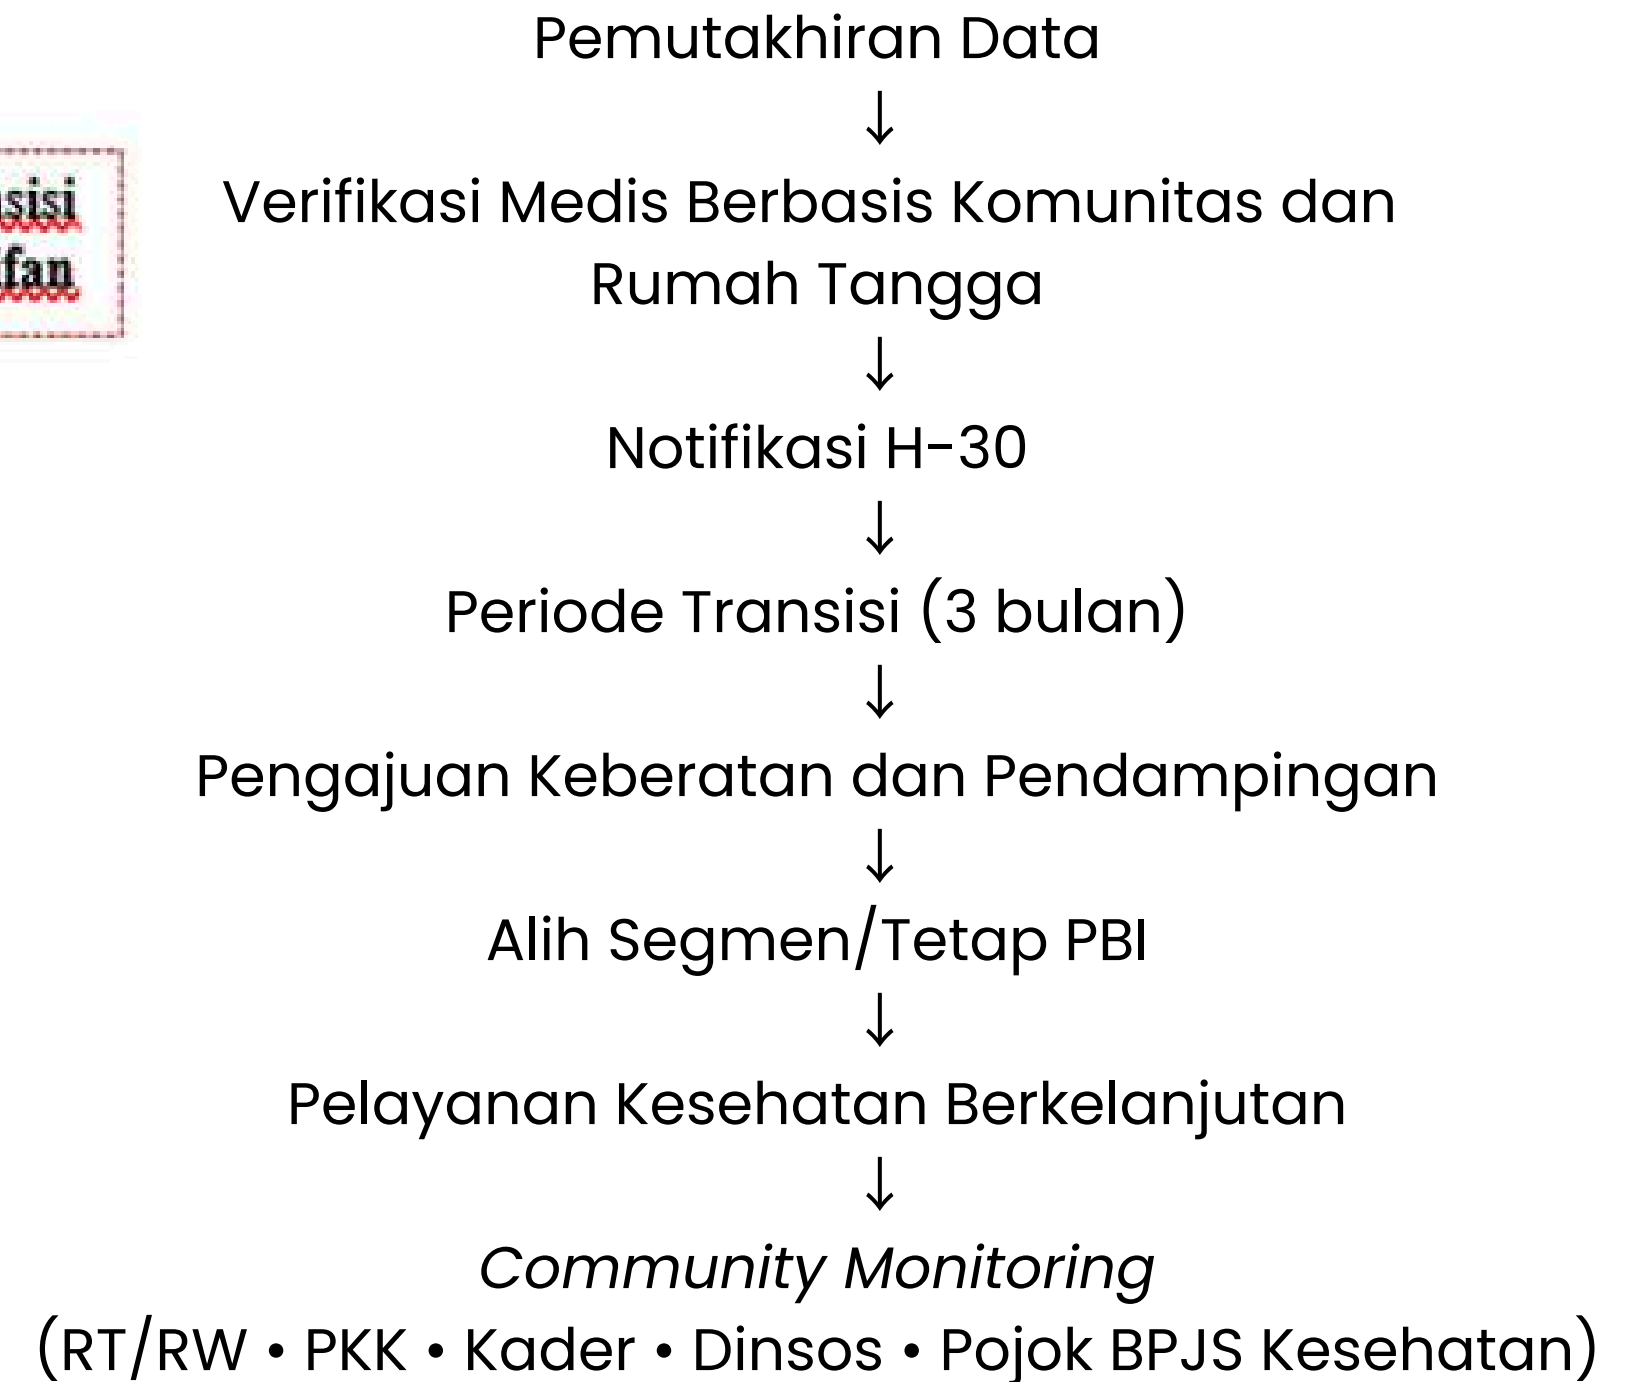 Pemutakhiran Data
↓
Verifikasi Medis Berbasis Komunitas dan
Rumah Tangga
↓
Notifikasi H-30
↓
Periode Transisi (3 bulan)
↓
Pengajuan Keberatan dan Pendampingan
↓
Alih Segmen/Tetap PBI
↓
Pelayanan Kesehatan Berkelanjutan
↓
Community Monitoring
(RT/RW • PKK • Kader • Dinsos • Pojok BPJS Kesehatan)